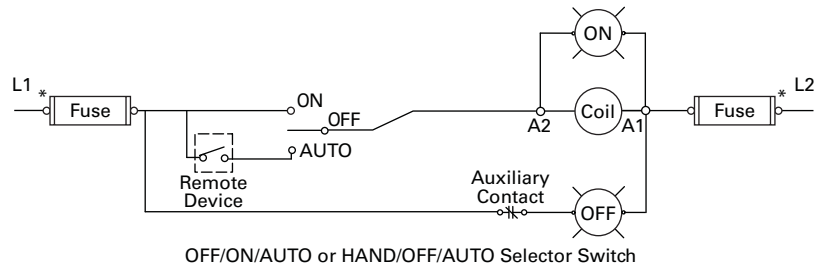 ON
L1 *
Fuse
ON
OFF
AUTO
Remote
Device
A2
Coil
A1
* L2
Fuse
Auxiliary
Contact
OFF
OFF/ON/AUTO or HAND/OFF/AUTO Selector Switch